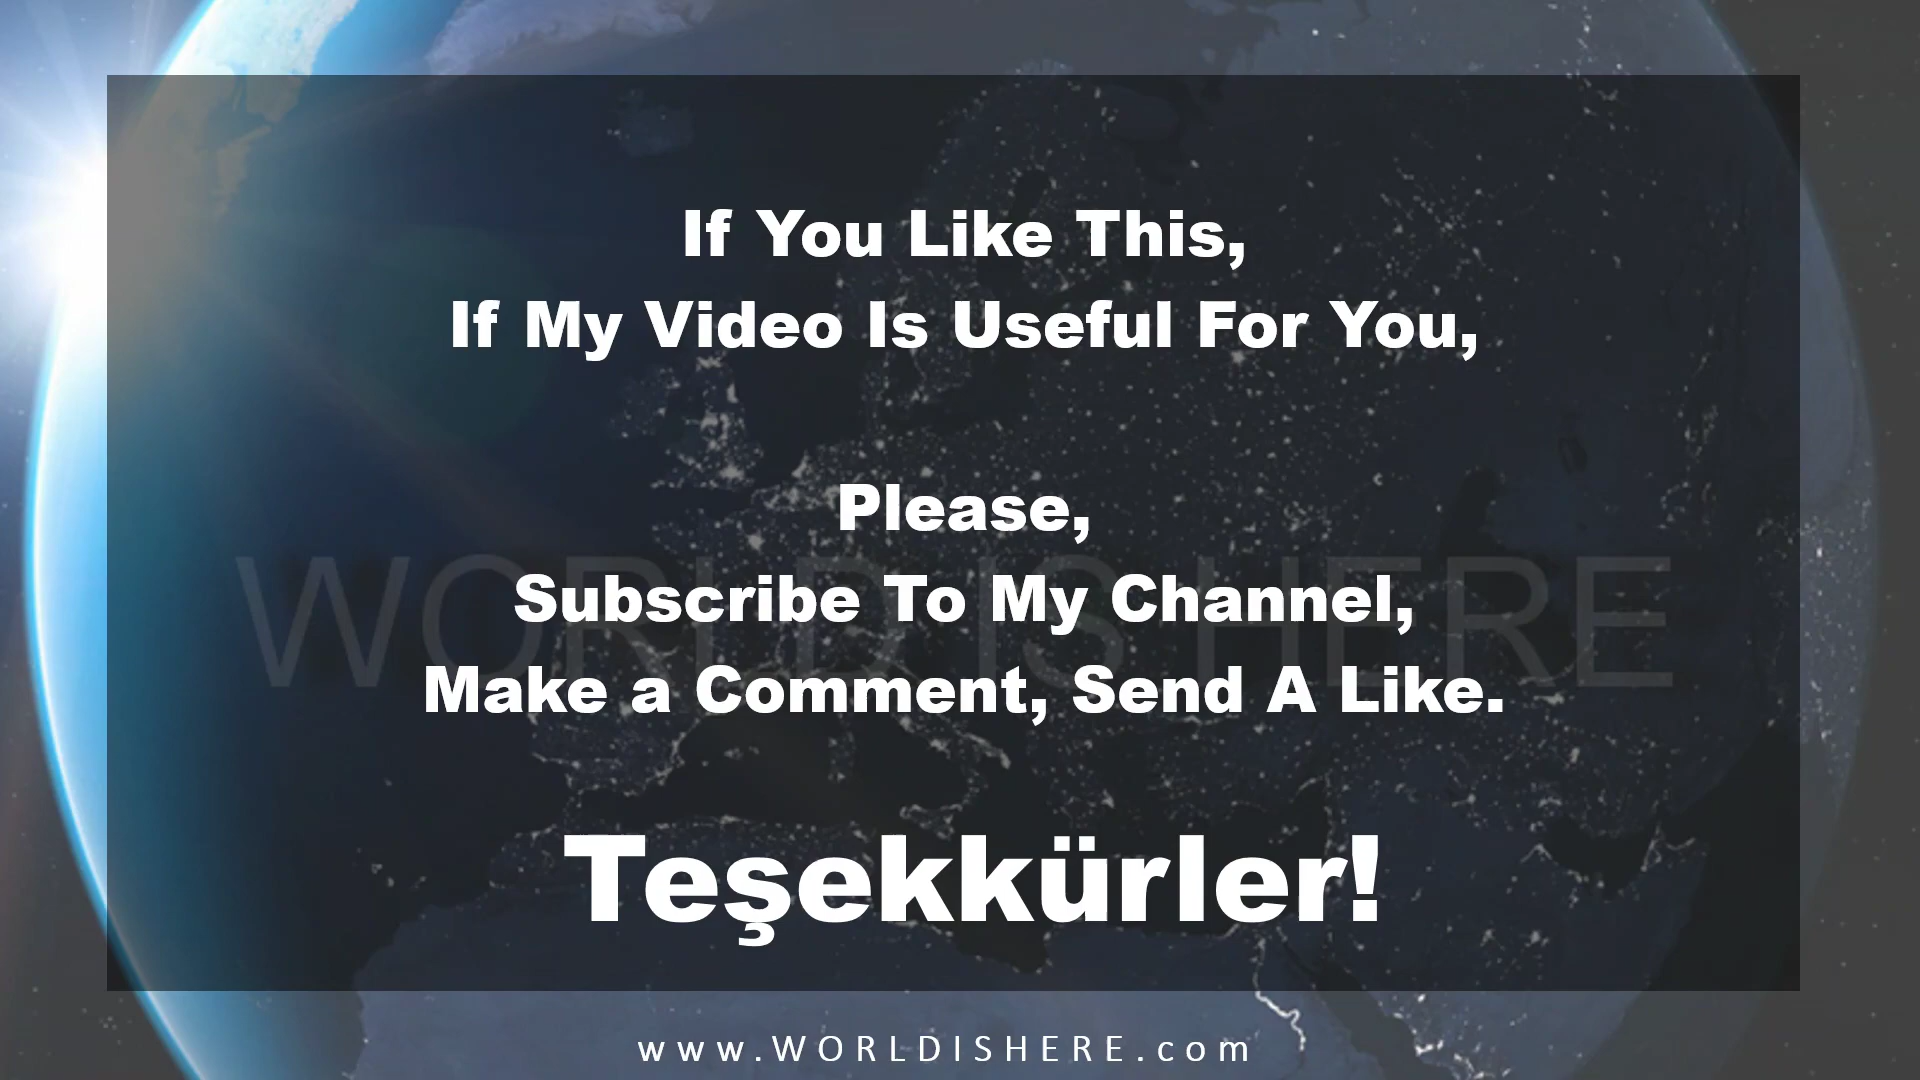 If You Like This,
If My Video Is Useful For You,
Please,
WORLD IS HERE
Subscribe To My Channel,
Make a Comment, Send A Like.
Teşekkürler!
www.WORLDISHERE.com